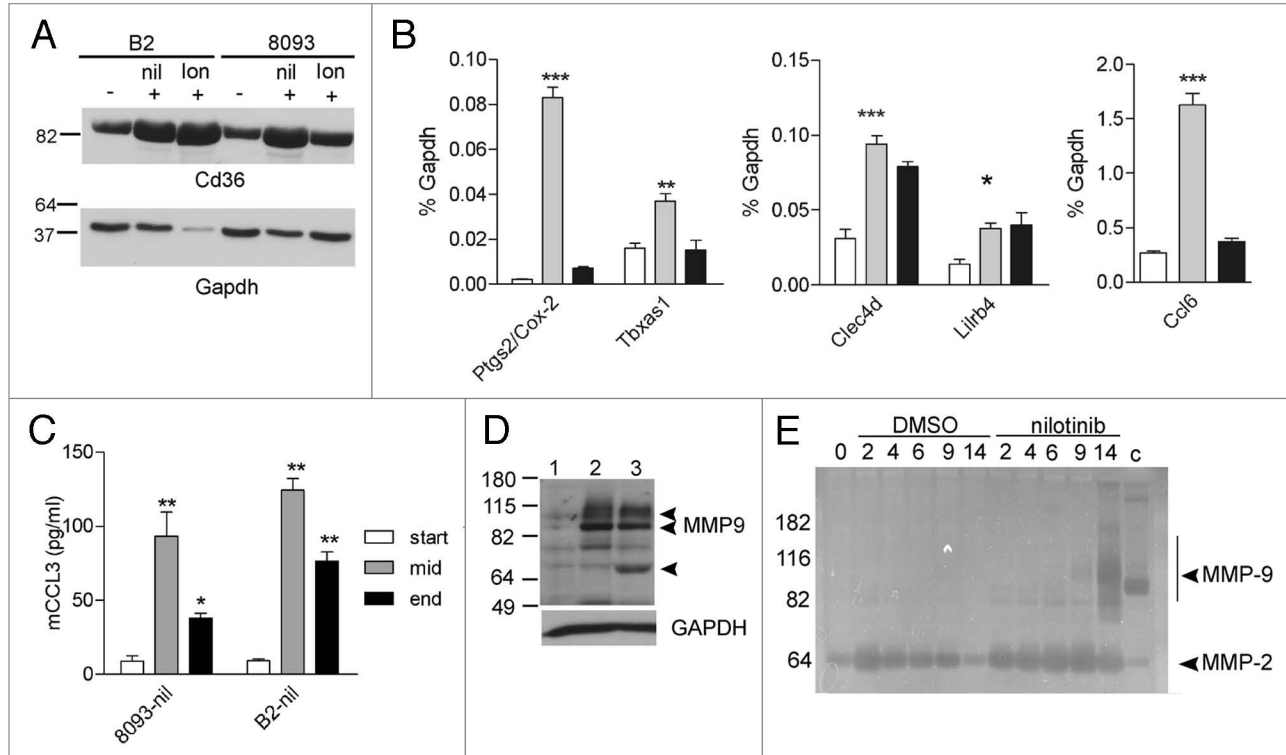 A
B2 8093
nil lon nil lon
- + + - + +
82
Cd36
64
37
Gapdh
B
% Gapdh
0.10
0.08
0.06
0.04
0.02
0.00
***
**
Ptgs2/Cox-2
Tbxas1
% Gapdh
0.15
0.10
0.05
0.00
***
*
Clec4d
Lilrb4
% Gapdh
2.0
1.5
1.0
0.5
0.0
***
Ccl6
C
mCCL3 (pg/ml)
150
100
50
0
**
*
**
**
8093-nil
B2-nil
start
mid
end
D
1 2 3
180
115
82
64
49
MMP9
GAPDH
E
DMSO nilotinib
0 2 4 6 9 14 2 4 6 9 14 c
182
116
82
64
MMP-9
MMP-2